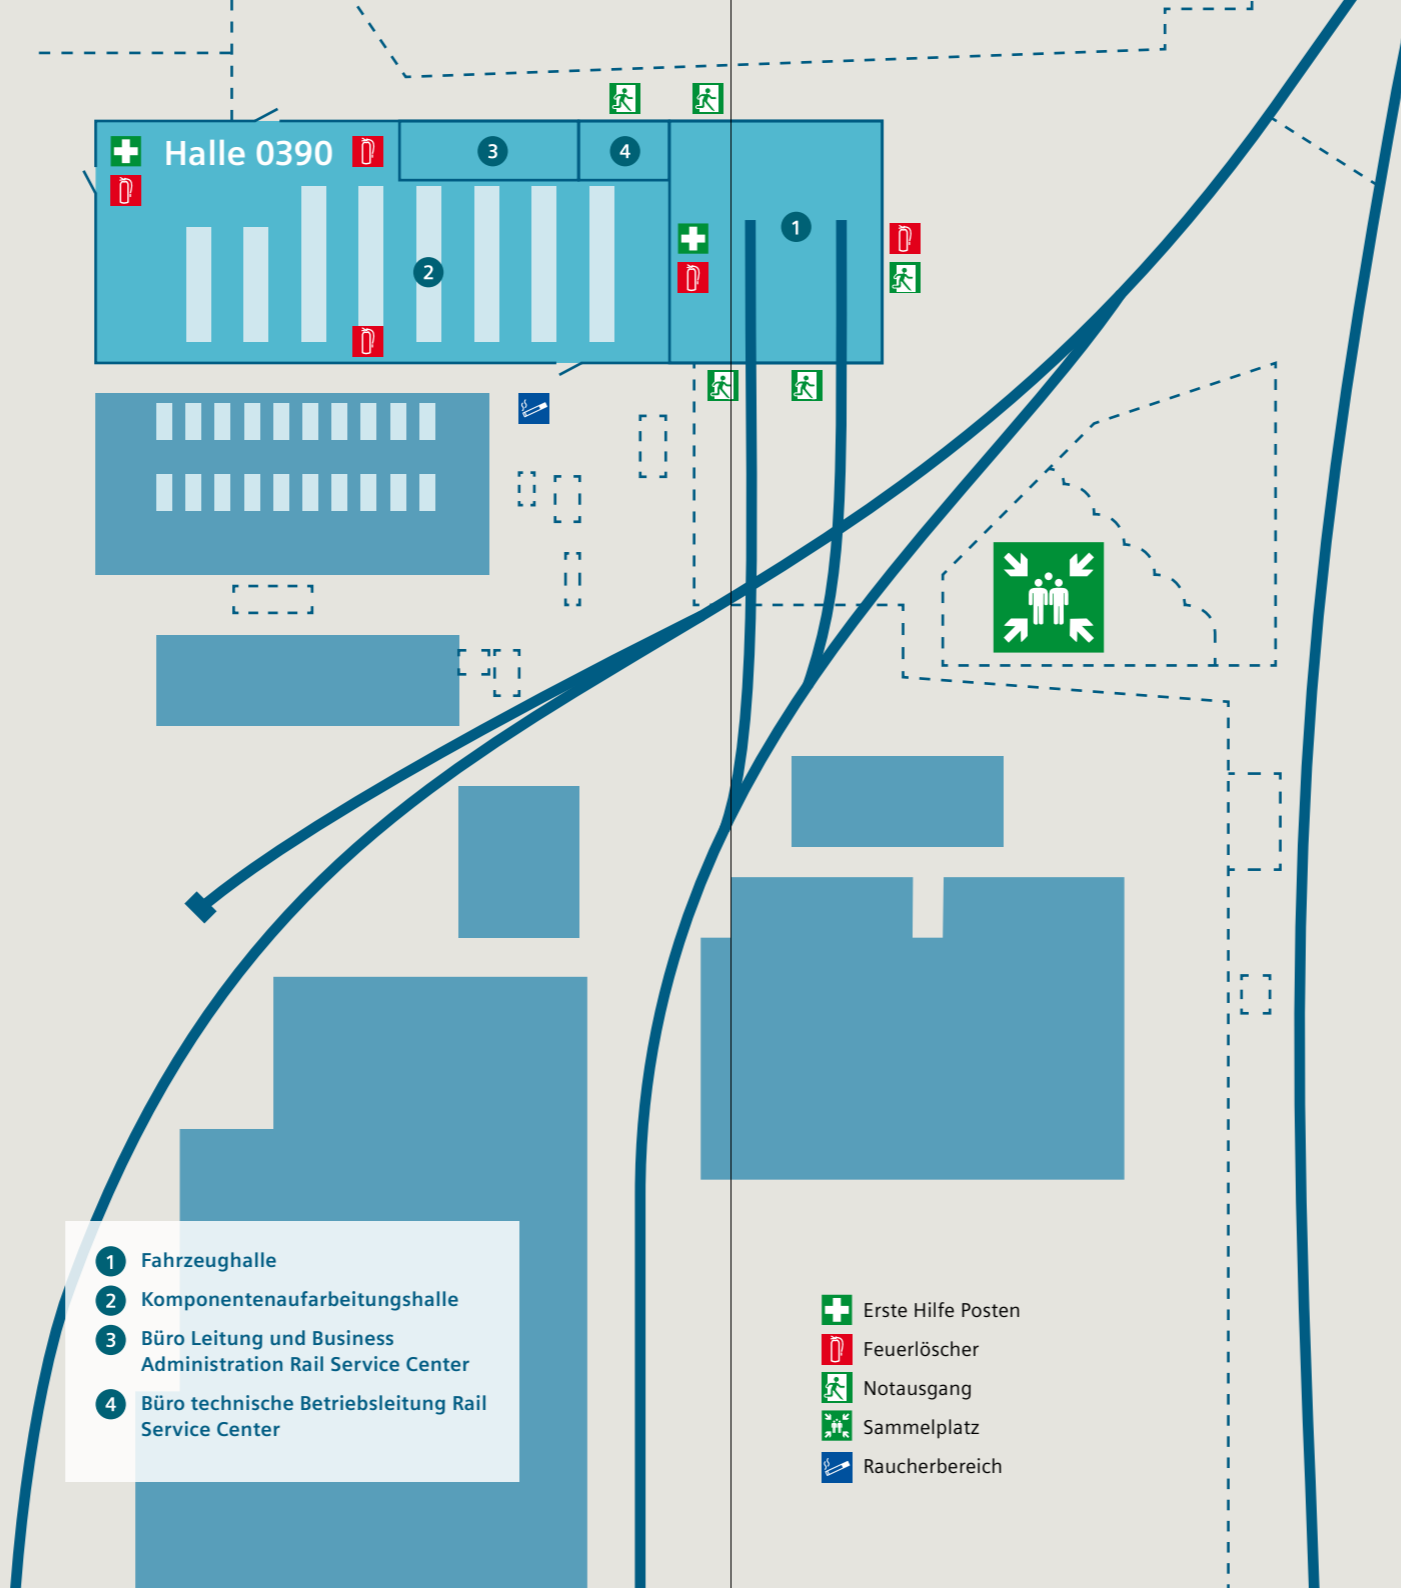 Halle 0390
3
4
1
2
1 Fahrzeughalle
2 Komponentenaufarbeitungshalle
3 Büro Leitung und Business
Administration Rail Service Center
4 Büro technische Betriebsleitung Rail
Service Center
Erste Hilfe Posten
Feuerlöscher
Notausgang
Sammelplatz
Raucherbereich